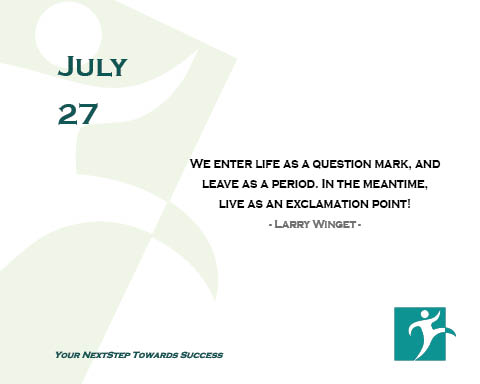 July
27
We enter life as a question mark, and
leave as a period. In the meantime,
live as an exclamation point!
- Larry Winget -
Your NextStep Towards Success